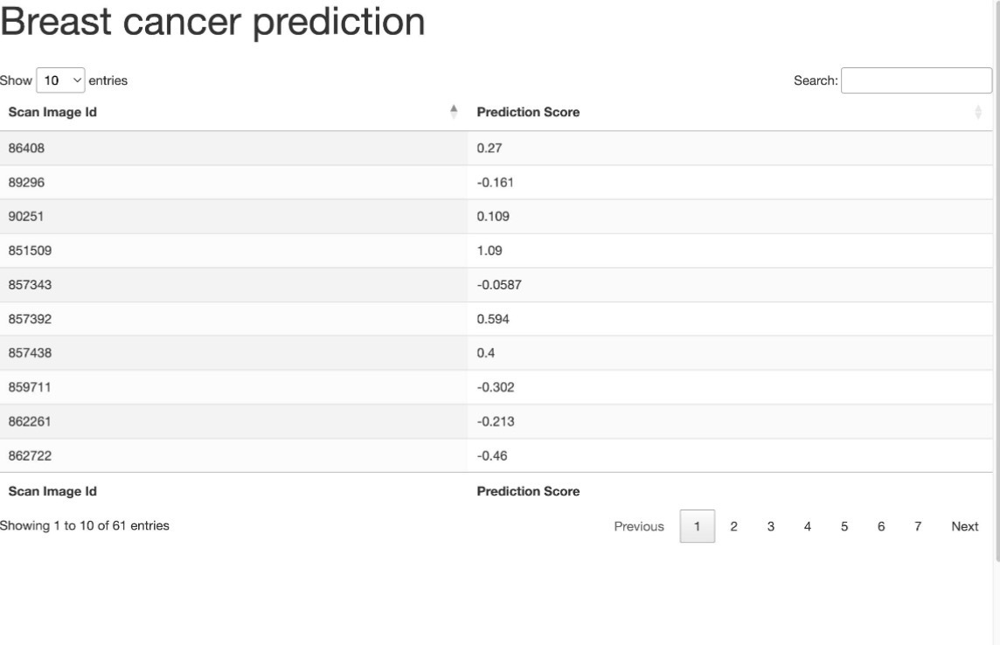 Breast cancer prediction
Show 10 entries Search:
Scan Image Id Prediction Score
86408 0.27
89296 -0.161
90251 0.109
851509 1.09
857343 -0.0587
857392 0.594
857438 0.4
859711 -0.302
862261 -0.213
862722 -0.46
Scan Image Id Prediction Score
Showing 1 to 10 of 61 entries Previous 1 2 3 4 5 6 7 Next